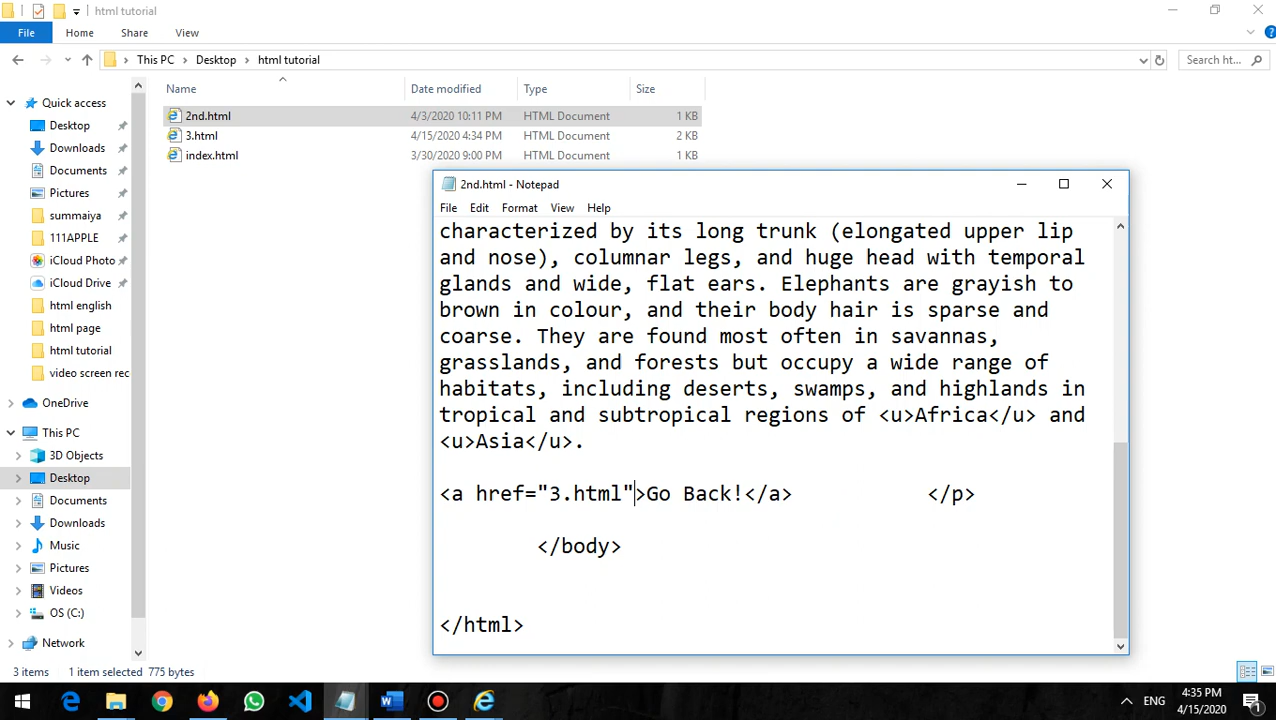 html tutorial
File Home Share View
This PC Desktop html tutorial Search ht...
Name Date modified Type Size
Quick access
Desktop
Downloads
Documents
Pictures
summaiya
111APPLE
iCloud Photo
iCloud Drive
html english
html page
html tutorial
video screen rec
OneDrive
This PC
3D Objects
Desktop
Documents
Downloads
Music
Pictures
Videos
OS (C:)
Network
2nd.html 4/3/2020 10:11 PM HTML Document 1 KB
3.html 4/15/2020 4:34 PM HTML Document 2 KB
index.html 3/30/2020 9:00 PM HTML Document 1 KB
2nd.html - Notepad
File Edit Format View Help
characterized by its long trunk (elongated upper lip
and nose), columnar legs, and huge head with temporal
glands and wide, flat ears. Elephants are grayish to
brown in colour, and their body hair is sparse and
coarse. They are found most often in savannas,
grasslands, and forests but occupy a wide range of
habitats, including deserts, swamps, and highlands in
tropical and subtropical regions of <u>Africa</u> and
<u>Asia</u>.
<a href="3.html">Go Back!</a> </p>
</body>
</html>
3 items 1 item selected 775 bytes
ENG
4:35 PM
4/15/2020
1